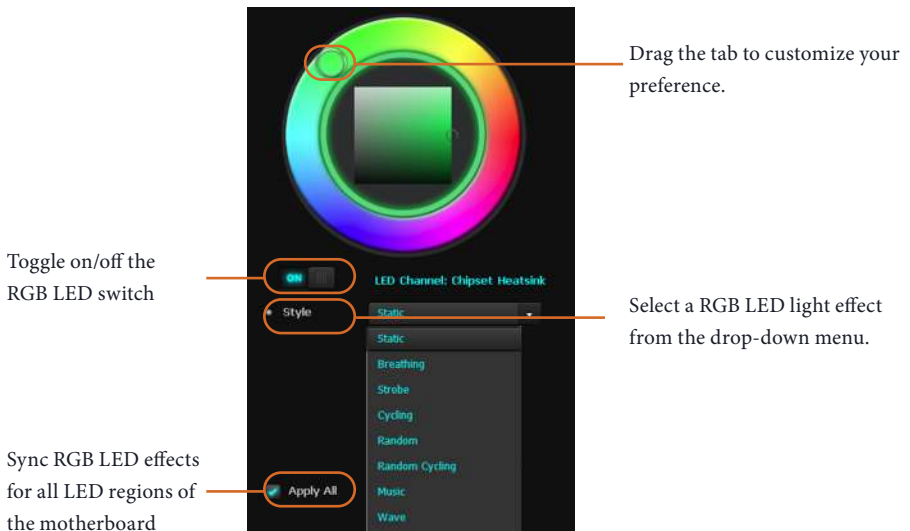 Drag the tab to customize your
preference.
Toggle on/off the
RGB LED switch
ON
LED Channel: Chipset Heatsink
Style
Static
Select a RGB LED light effect
from the drop-down menu.
Static
Breathing
Strobe
Cycling
Random
Random Cycling
Music
Wave
Sync RGB LED effects
for all LED regions of
the motherboard
Apply All